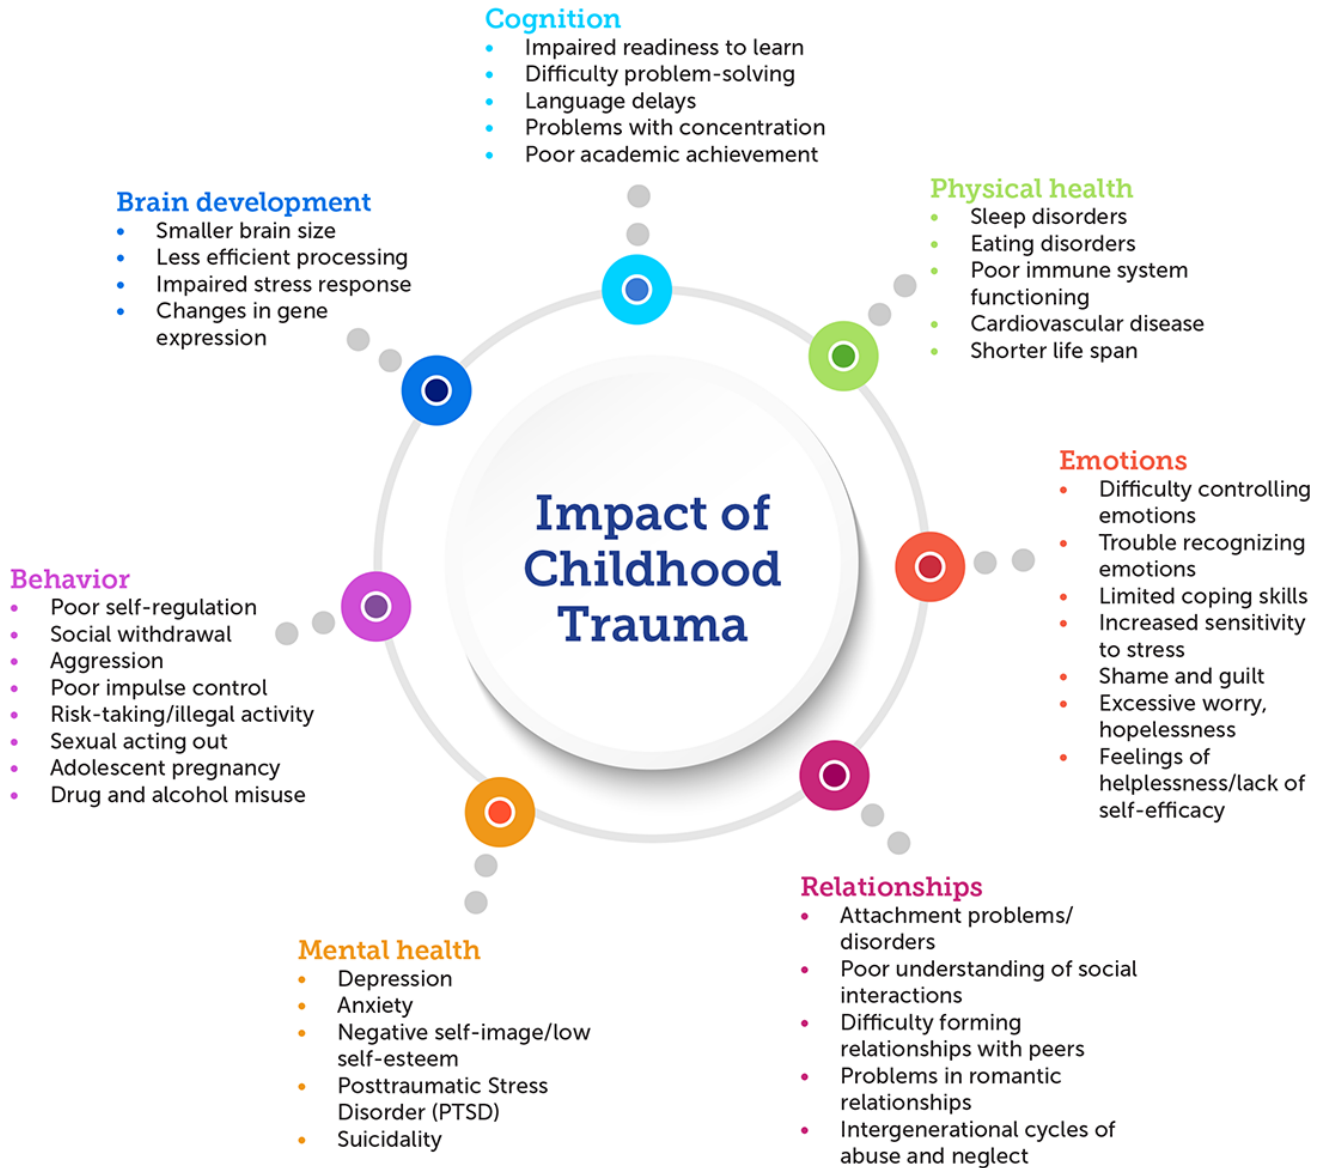 Cognition
• Impaired readiness to learn
• Difficulty problem-solving
• Language delays
• Problems with concentration
• Poor academic achievement
Physical health
• Sleep disorders
• Eating disorders
• Poor immune system
functioning
• Cardiovascular disease
• Shorter life span
Emotions
• Difficulty controlling
emotions
• Trouble recognizing
emotions
• Limited coping skills
• Increased sensitivity
to stress
• Shame and guilt
• Excessive worry,
hopelessness
• Feelings of
helplessness/lack of
self-efficacy
Relationships
• Attachment problems/
disorders
• Poor understanding of social
interactions
• Difficulty forming
relationships with peers
• Problems in romantic
relationships
• Intergenerational cycles of
abuse and neglect
Mental health
• Depression
• Anxiety
• Negative self-image/low
self-esteem
• Posttraumatic Stress
Disorder (PTSD)
• Suicidality
Behavior
• Poor self-regulation
• Social withdrawal
• Aggression
• Poor impulse control
• Risk-taking/illegal activity
• Sexual acting out
• Adolescent pregnancy
• Drug and alcohol misuse
Brain development
• Smaller brain size
• Less efficient processing
• Impaired stress response
• Changes in gene
expression
Impact of
Childhood
Trauma